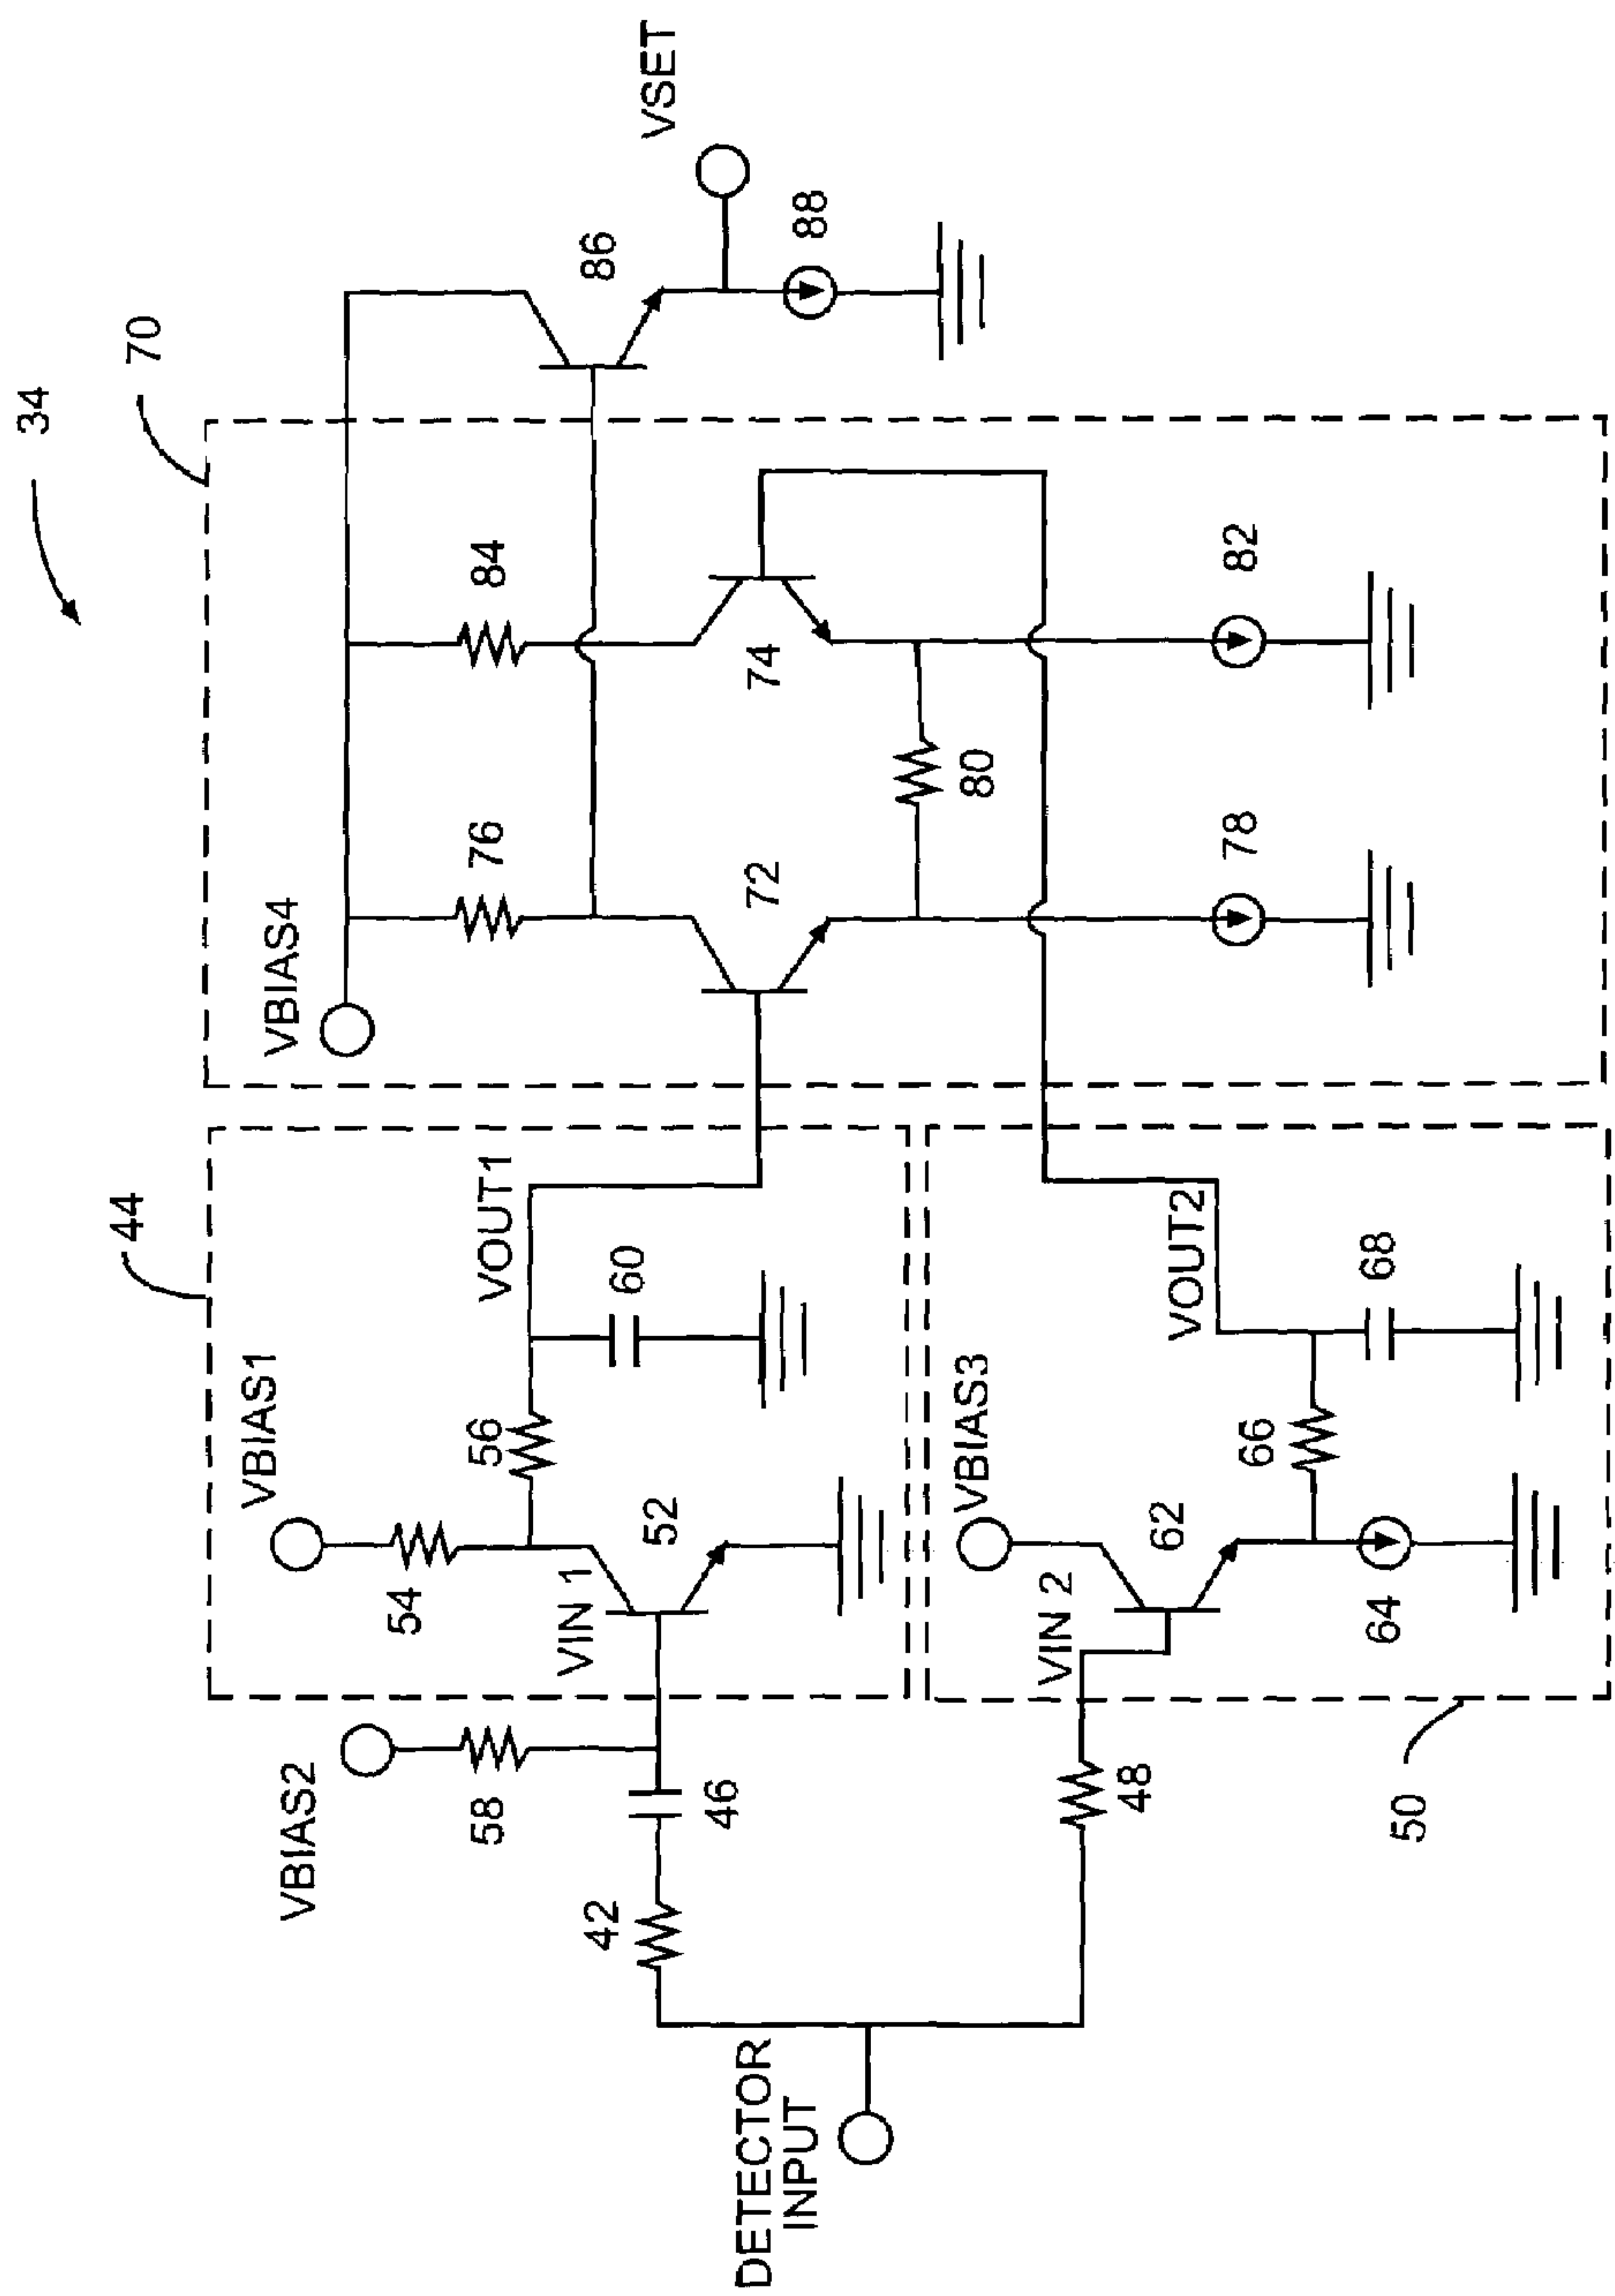 34
70
44
VBIAS4
VBIAS1
VBIAS2
84
76
86
VSET
88
54
56
58
VOUT1
60
VIN 1
52
72
74
42
46
80
DETECTOR
INPUT
VBIAS3
VIN 2
48
62
VOUT2
78
82
66
68
64
50